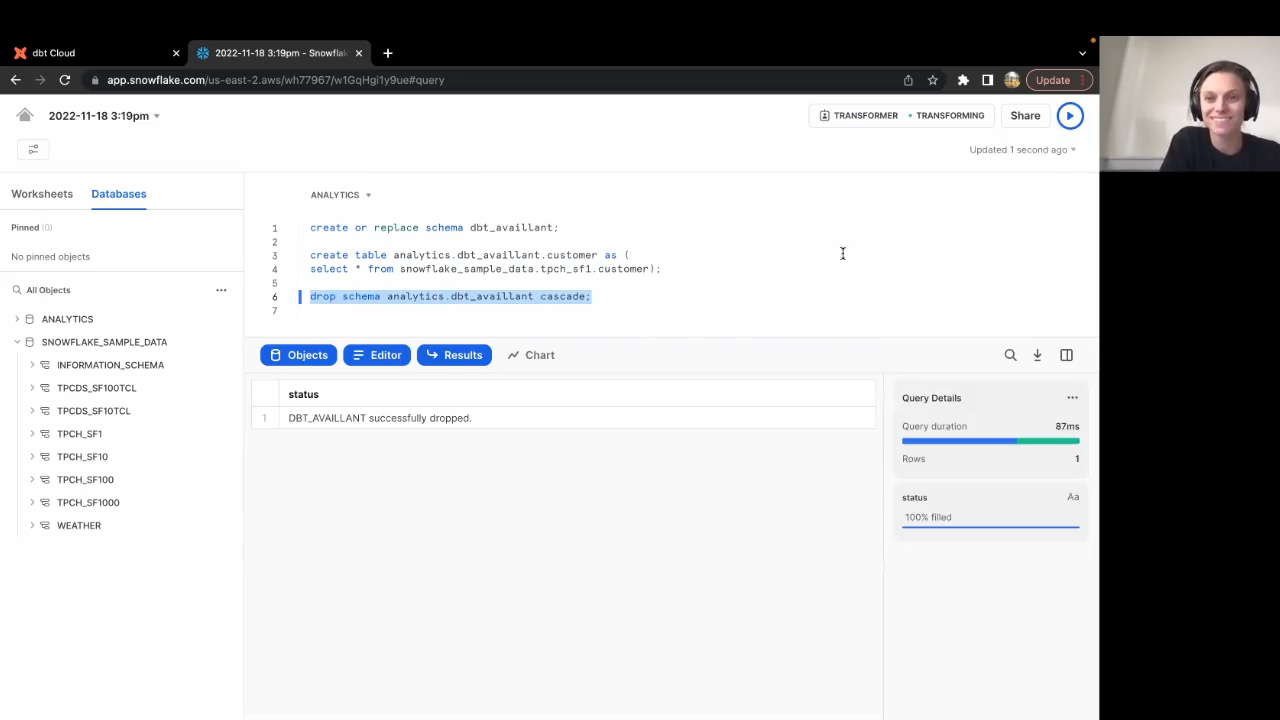 dbt Cloud
2022-11-18 3:19pm - Snowflak
app.snowflake.com/us-east-2.aws/wh77967/w1GqHgi1y9ue#query
Update
2022-11-18 3:19pm
TRANSFORMER • TRANSFORMING
Share
Updated 1 second ago
Worksheets
Databases
Pinned (0)
No pinned objects
All Objects
ANALYTICS
SNOWFLAKE_SAMPLE_DATA
INFORMATION_SCHEMA
TPCDS_SF100TCL
TPCDS_SF10TCL
TPCH_SF1
TPCH_SF10
TPCH_SF100
TPCH_SF1000
WEATHER
ANALYTICS
1 create or replace schema dbt_availlant;
2
3 create table analytics.dbt_availlant.customer as (
4 select * from snowflake_sample_data.tpch_sf1.customer);
5
6 drop schema analytics.dbt_availlant cascade;
7
Objects
Editor
Results
Chart
status
1 DBT_AVAILLANT successfully dropped.
Query Details
Query duration 87ms
Rows 1
status Aa
100% filled